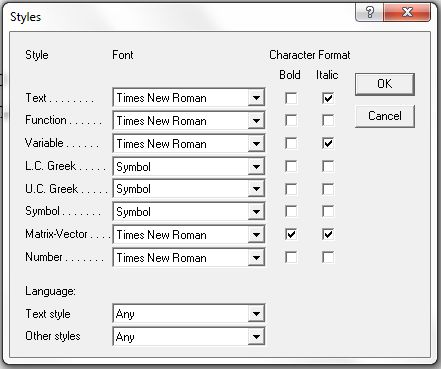 Styles
Style Font Character Format
Bold Italic
Text . . . . . . . . Times New Roman
OK
Function . . . . . . Times New Roman
Cancel
Variable . . . . . . Times New Roman
L.C. Greek . . . . . Symbol
U.C. Greek . . . . . Symbol
Symbol . . . . . . . Symbol
Matrix-Vector . . . . Times New Roman
Number . . . . . . . Times New Roman
Language:
Text style Any
Other styles Any